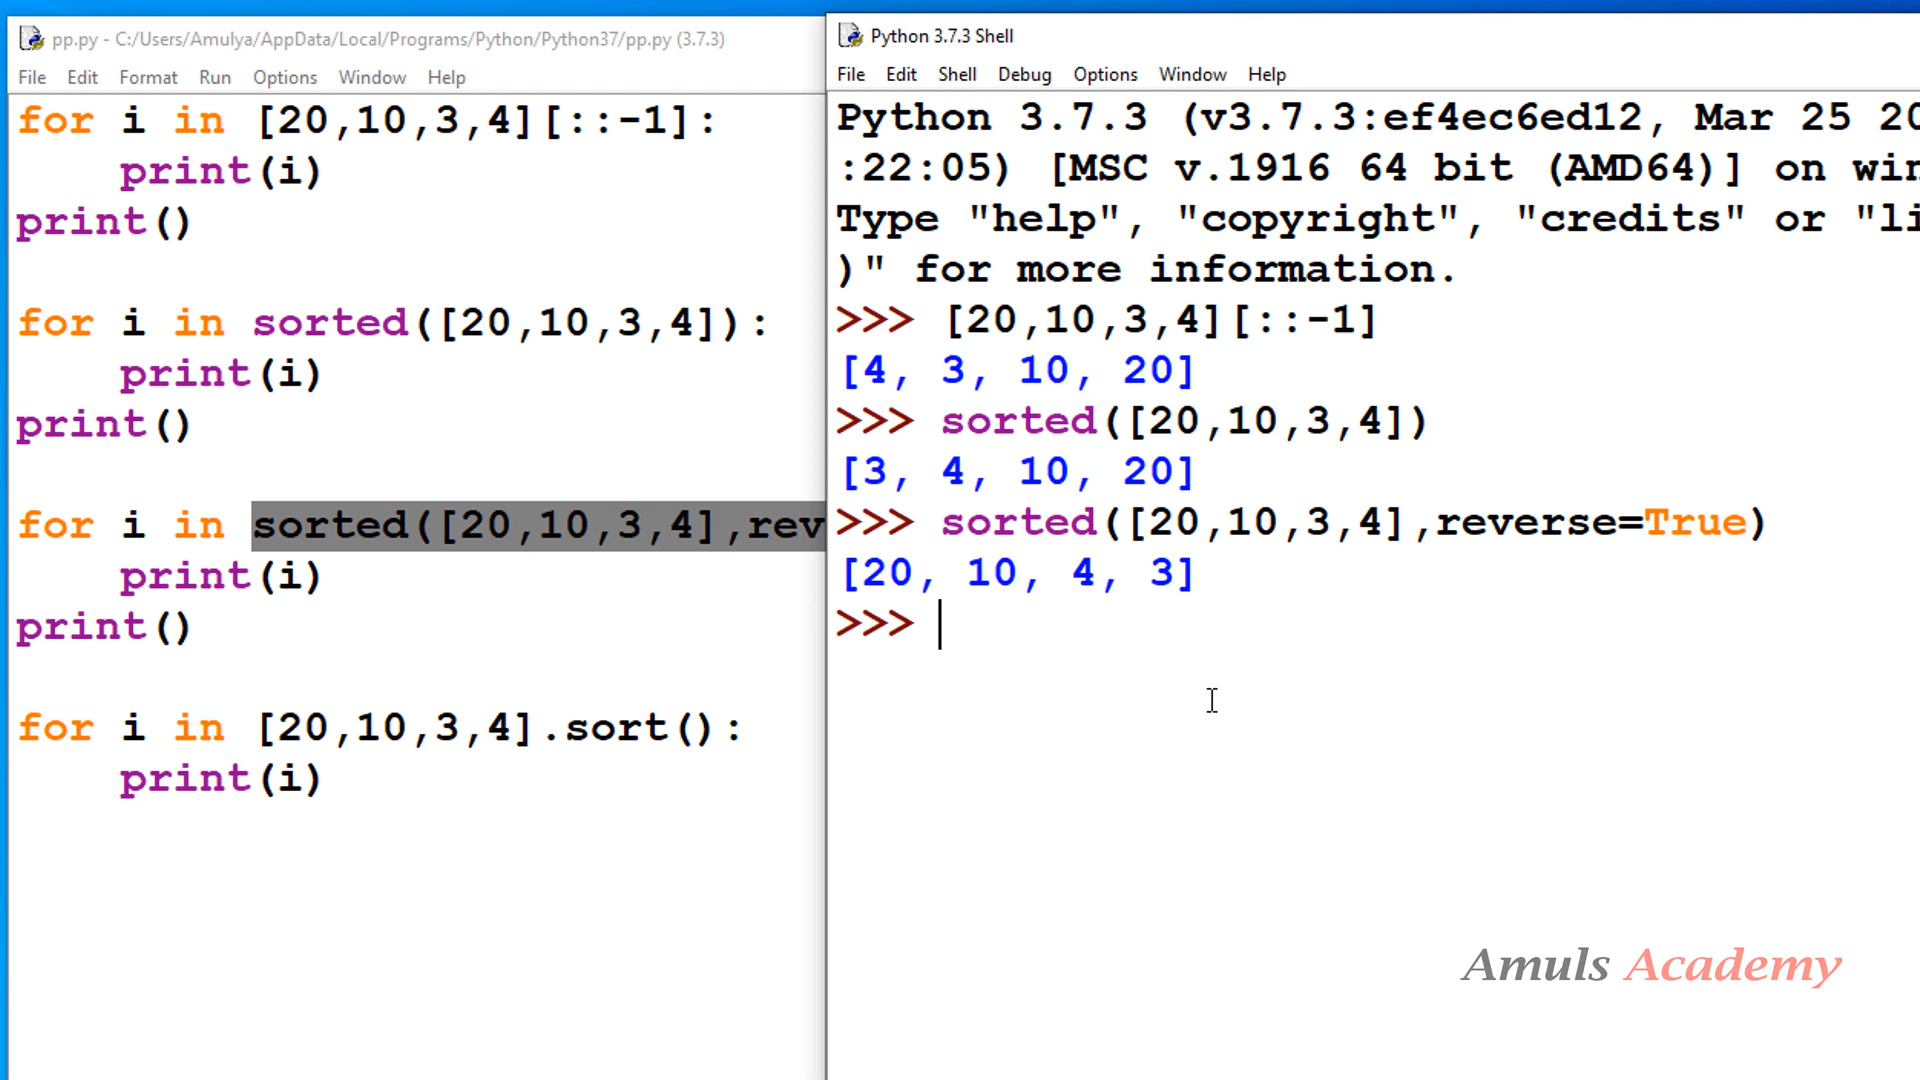 pp.py - C:/Users/Amulya/AppData/Local/Programs/Python/Python37/pp.py (3.7.3)
File Edit Format Run Options Window Help
for i in [20,10,3,4][::-1]:
    print(i)
print()
for i in sorted([20,10,3,4]):
    print(i)
print()
for i in sorted([20,10,3,4],rev
    print(i)
print()
for i in [20,10,3,4].sort():
    print(i)
Python 3.7.3 Shell
File Edit Shell Debug Options Window Help
Python 3.7.3 (v3.7.3:ef4ec6ed12, Mar 25 20
:22:05) [MSC v.1916 64 bit (AMD64)] on win
Type "help", "copyright", "credits" or "li
)" for more information.
>>> [20,10,3,4][::-1]
[4, 3, 10, 20]
>>> sorted([20,10,3,4])
[3, 4, 10, 20]
>>> sorted([20,10,3,4],reverse=True)
[20, 10, 4, 3]
>>>
Amuls Academy